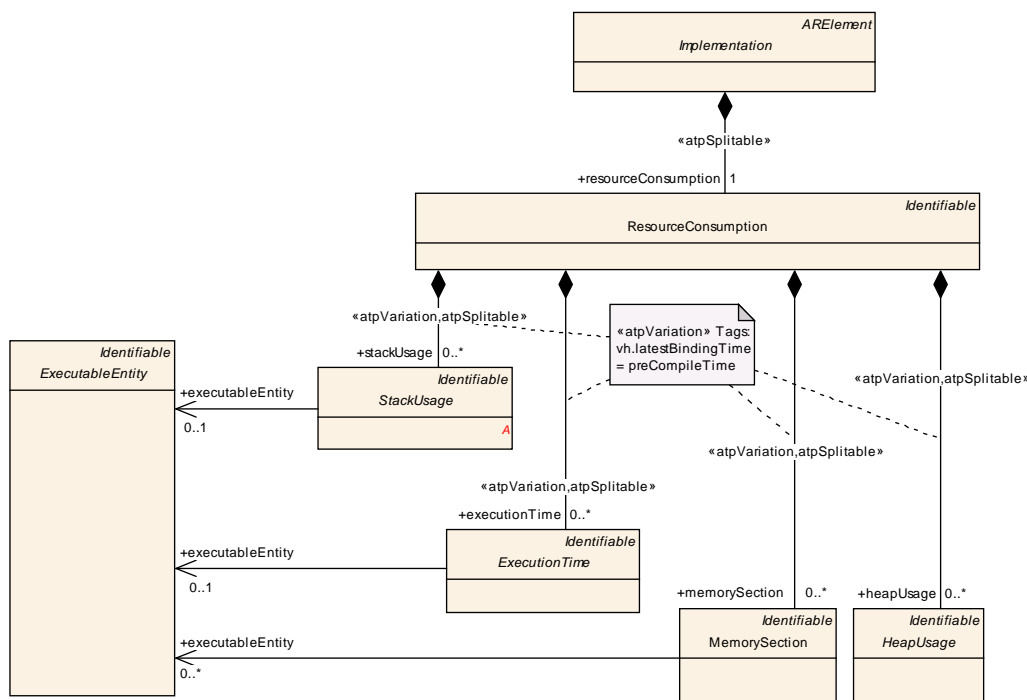 ARElement
Implementation
«atpSplitable»
+resourceConsumption 1
Identifiable
ResourceConsumption
«atpVariation,atpSplitable»
«atpVariation» Tags:
vh.latestBindingTime
= preCompileTime
+stackUsage 0..*
Identifiable
ExecutableEntity
Identifiable
StackUsage
A
+executableEntity
0..1
«atpVariation,atpSplitable»
«atpVariation,atpSplitable»
«atpVariation,atpSplitable»
+executionTime 0..*
Identifiable
ExecutionTime
+executableEntity
0..1
+memorySection 0..*
+heapUsage 0..*
Identifiable
MemorySection
Identifiable
HeapUsage
+executableEntity
0..*